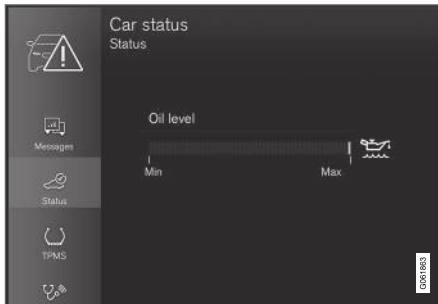 Car status
Status
Oil level
Min
Max
Messages
Status
TPMS
G061863